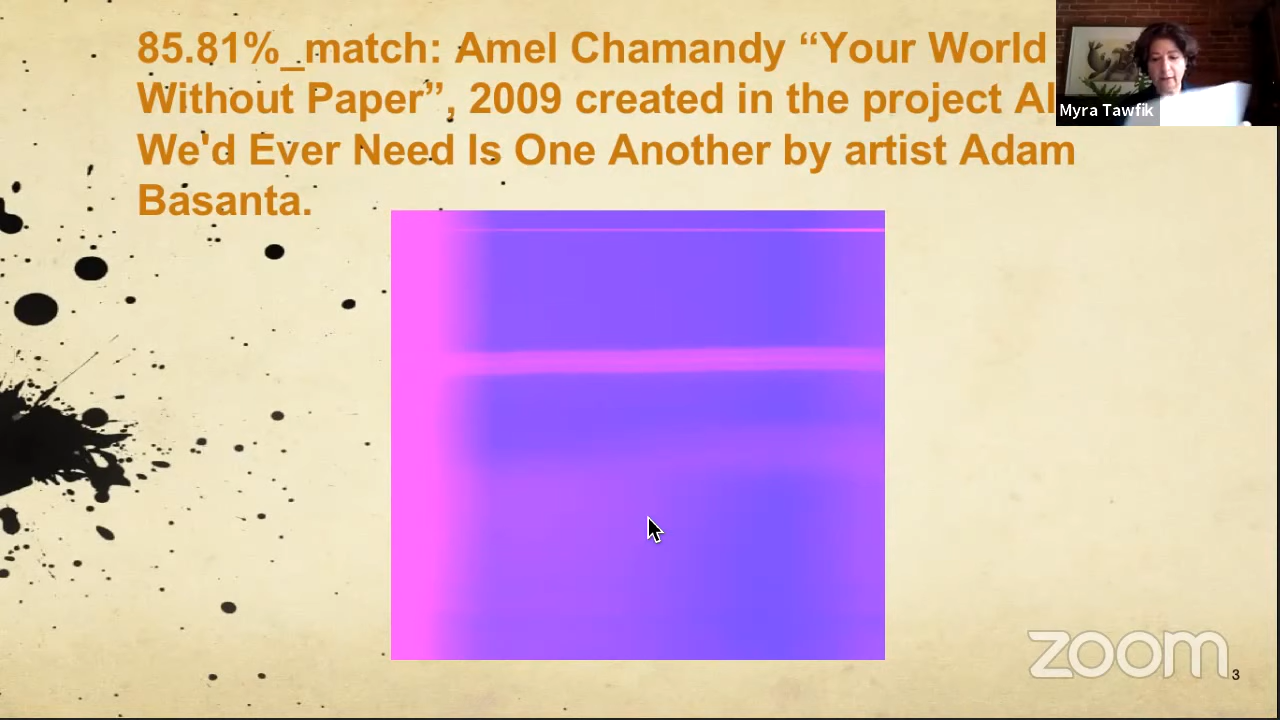 85.81%_match: Amel Chamandy “Your World
Without Paper”, 2009 created in the project Al
We'd Ever Need Is One Another by artist Adam
Basanta.
Myra Tawfik
zoom
3